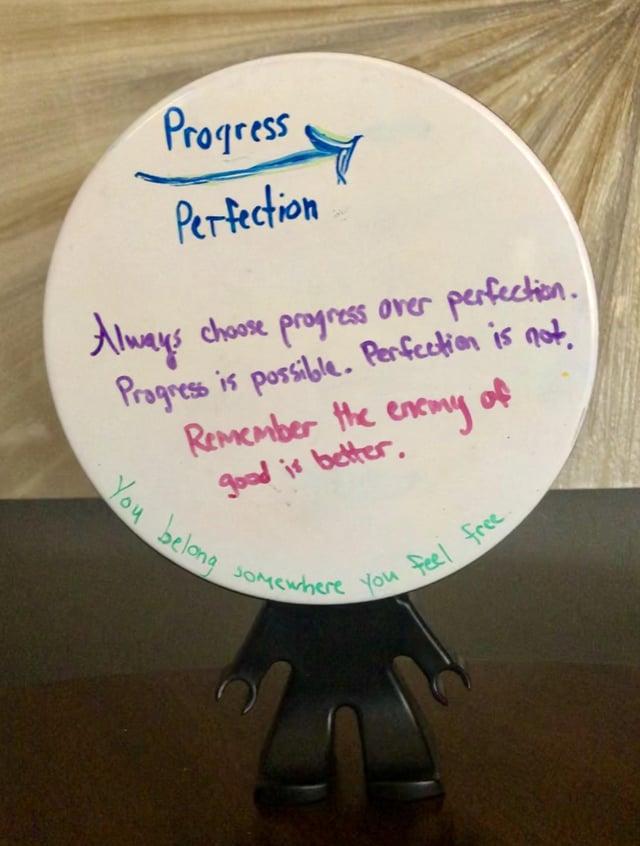 Progress
Perfection
Always choose progress over perfection.
Progress is possible. Perfection is not.
Remember the enemy of
good is better.
You belong somewhere you feel free